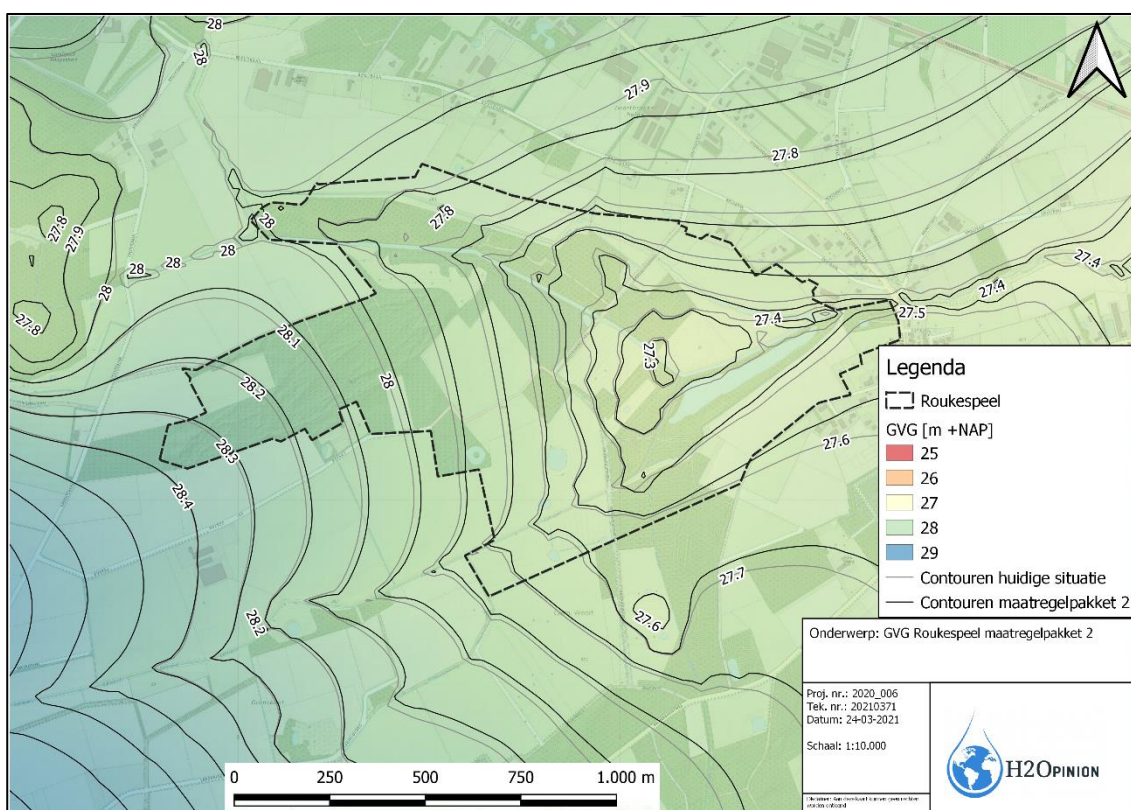 28
28
27.9
27.8
27.8
27.8
27.9
28
28
28
28
28
27.8
27.4
27.4
27.4
27.5
28.1
28
28.2
27.3
28.3
28.4
27.6
27.7
27.6
28.2
Legenda
Roukespeel
GVG [m +NAP]
25
26
27
28
29
Contouren huidige situatie
Contouren maatregelpakket 2
Onderwerp: GVG Roukespeel maatregelpakket 2
Proj. nr.: 2020_006
Tek. nr.: 20210371
Datum: 24-03-2021
Schaal: 1:10.000
H2OPINION
0 250 500 750 1.000 m